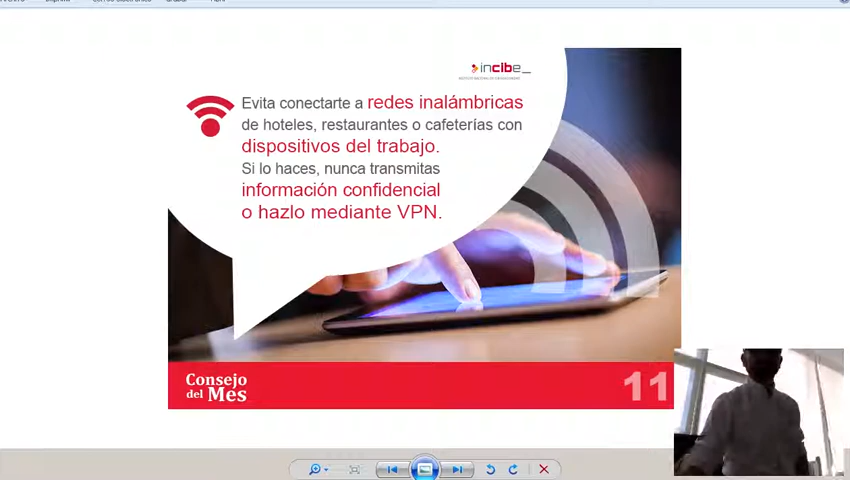 incibe_
Evita conectarte a redes inalámbricas
de hoteles, restaurantes o cafeterías con
dispositivos del trabajo.
Si lo haces, nunca transmitas
información confidencial
o hazlo mediante VPN.
Consejo
del Mes
11